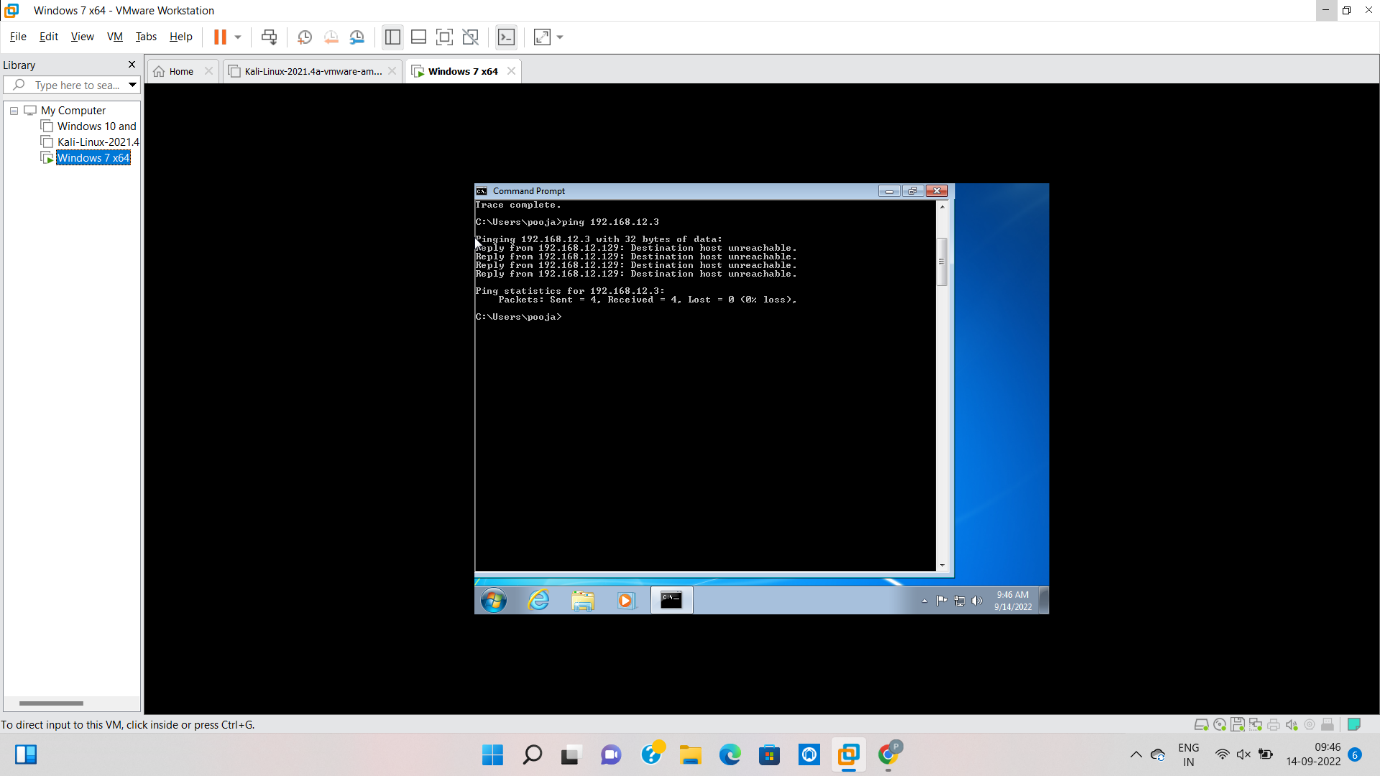 Windows 7 x64 - VMware Workstation
File Edit View VM Tabs Help
Library
Type here to sea...
My Computer
Windows 10 and
Kali-Linux-2021.4
Windows 7 x64
Home
Kali-Linux-2021.4a-vmware-am...
Windows 7 x64
Command Prompt
Trace complete.
C:\Users\pooja>ping 192.168.12.3
Pinging 192.168.12.3 with 32 bytes of data:
Reply from 192.168.12.129: Destination host unreachable.
Reply from 192.168.12.129: Destination host unreachable.
Reply from 192.168.12.129: Destination host unreachable.
Reply from 192.168.12.129: Destination host unreachable.
Ping statistics for 192.168.12.3:
Packets: Sent = 4, Received = 4, Lost = 0 (0% loss),
C:\Users\pooja>
9:46 AM
9/14/2022
To direct input to this VM, click inside or press Ctrl+G.
ENG
IN
09:46
14-09-2022
6
P